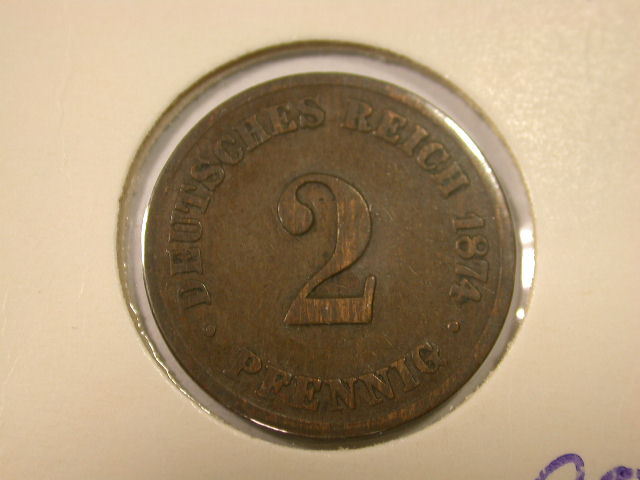 DEUTSCHES REICH 1874
2
PFENNIG